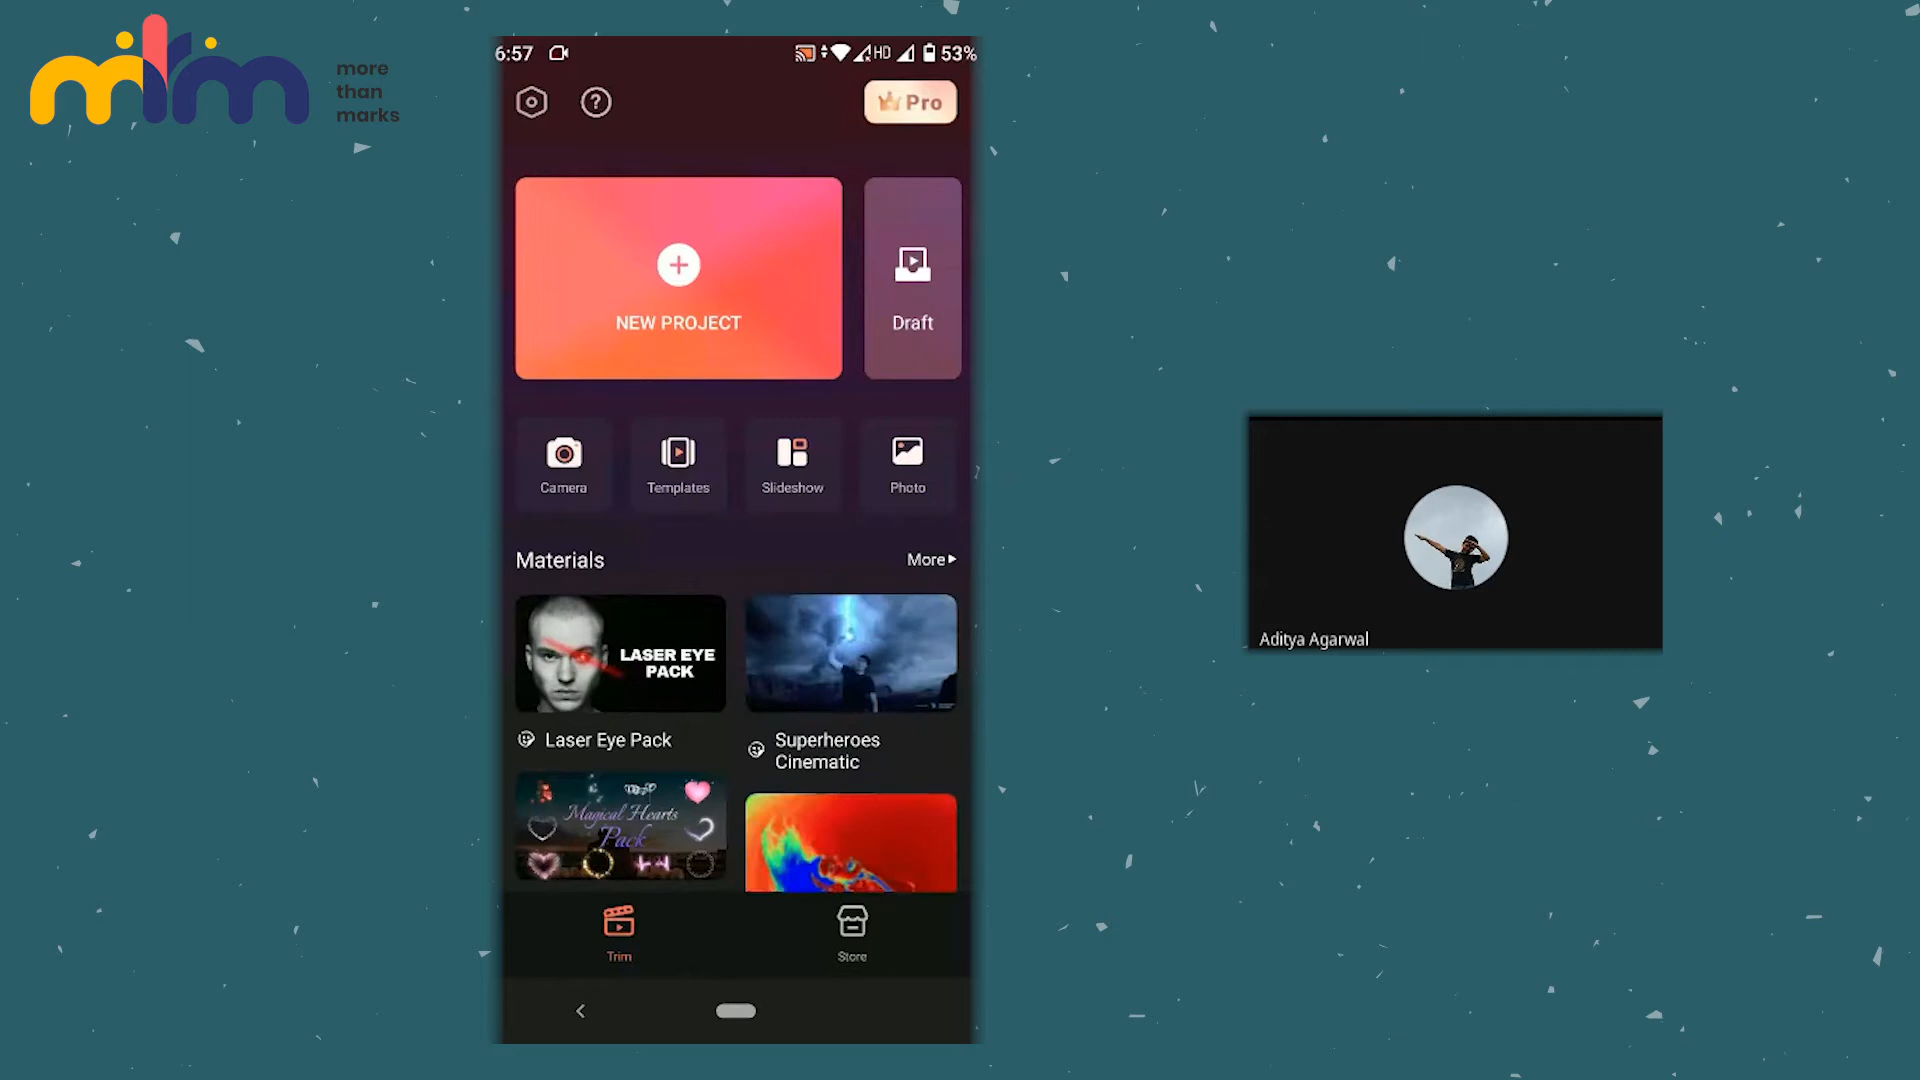 mtm
more
than
marks
6:57
HD
53%
Pro
NEW PROJECT
Draft
Camera
Templates
Slideshow
Photo
Materials
More
LASER EYE
PACK
Laser Eye Pack
Superheroes
Cinematic
Magical Hearts
Pack
Trim
Store
Aditya Agarwal